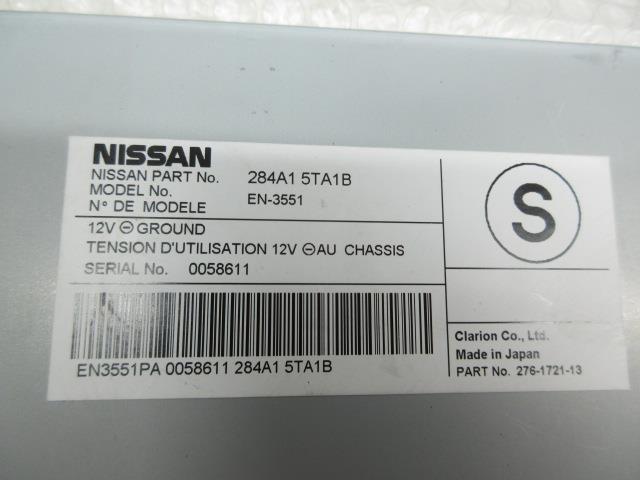 NISSAN
NISSAN PART No. 284A1 5TA1B
MODEL No.
N° DE MODELE EN-3551
12V ⊖ GROUND
TENSION D'UTILISATION 12V ⊖ AU CHASSIS
SERIAL No. 0058611
EN3551PA 0058611 284A1 5TA1B
S
Clarion Co., Ltd.
Made in Japan
PART No. 276-1721-13